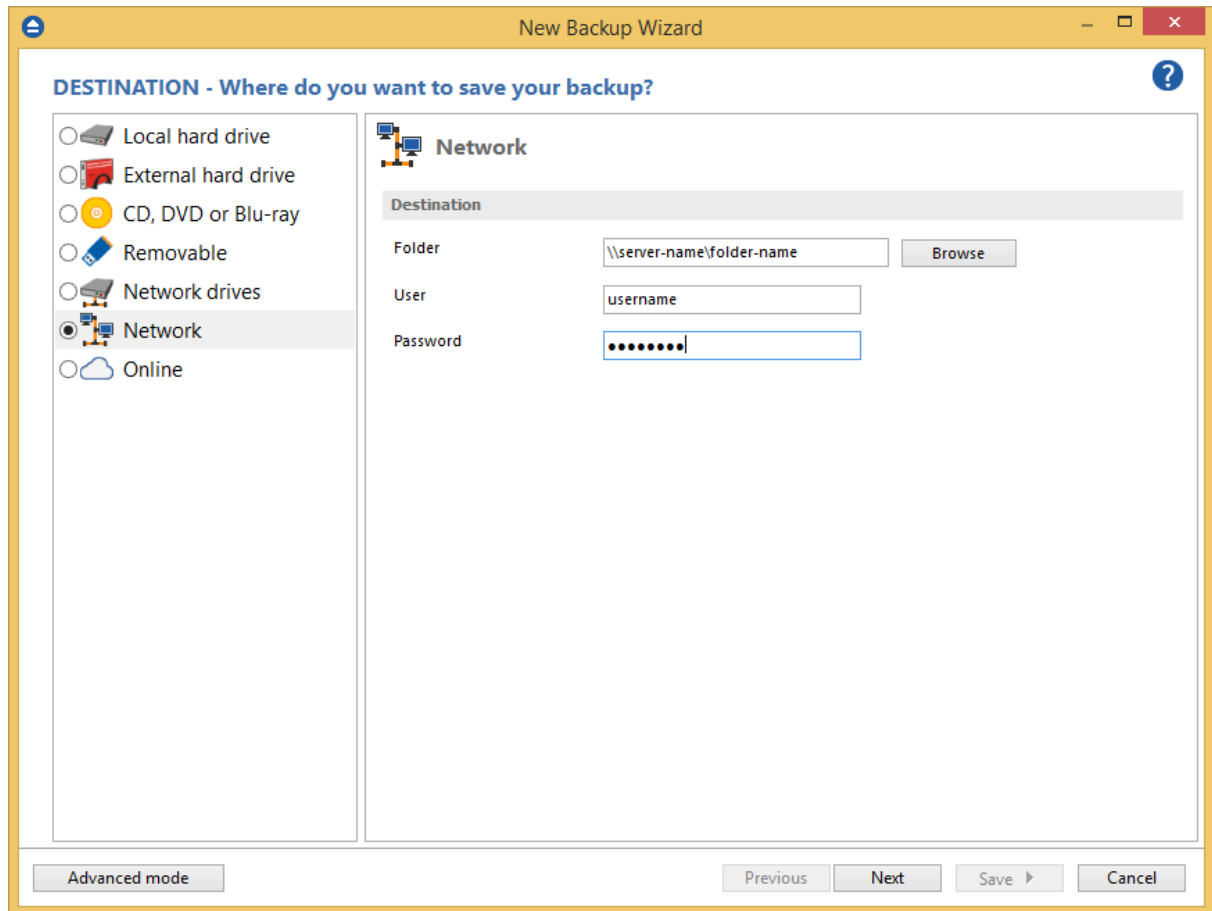 New Backup Wizard
DESTINATION - Where do you want to save your backup?
?
Local hard drive
External hard drive
CD, DVD or Blu-ray
Removable
Network drives
Network
Online
Network
Destination
Folder
\\server-name\folder-name
Browse
User
username
Password
••••••••
Advanced mode
Previous
Next
Save
Cancel